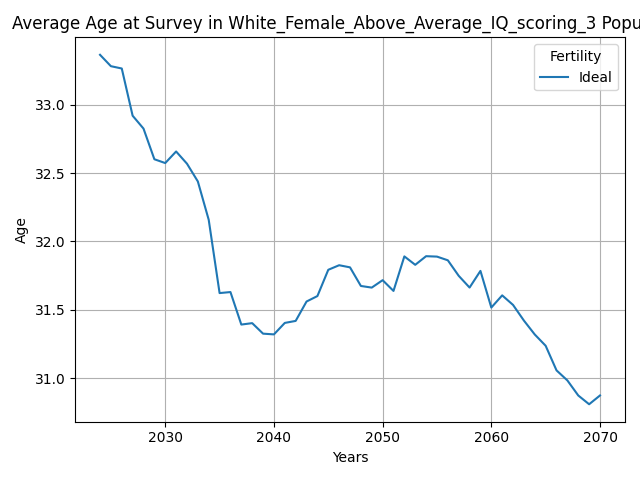 Average Age at Survey in White_Female_Above_Average_IQ_scoring_3 Popu
Fertility
Ideal
33.0
32.5
32.0
31.5
31.0
Age
2030 2040 2050 2060 2070
Years